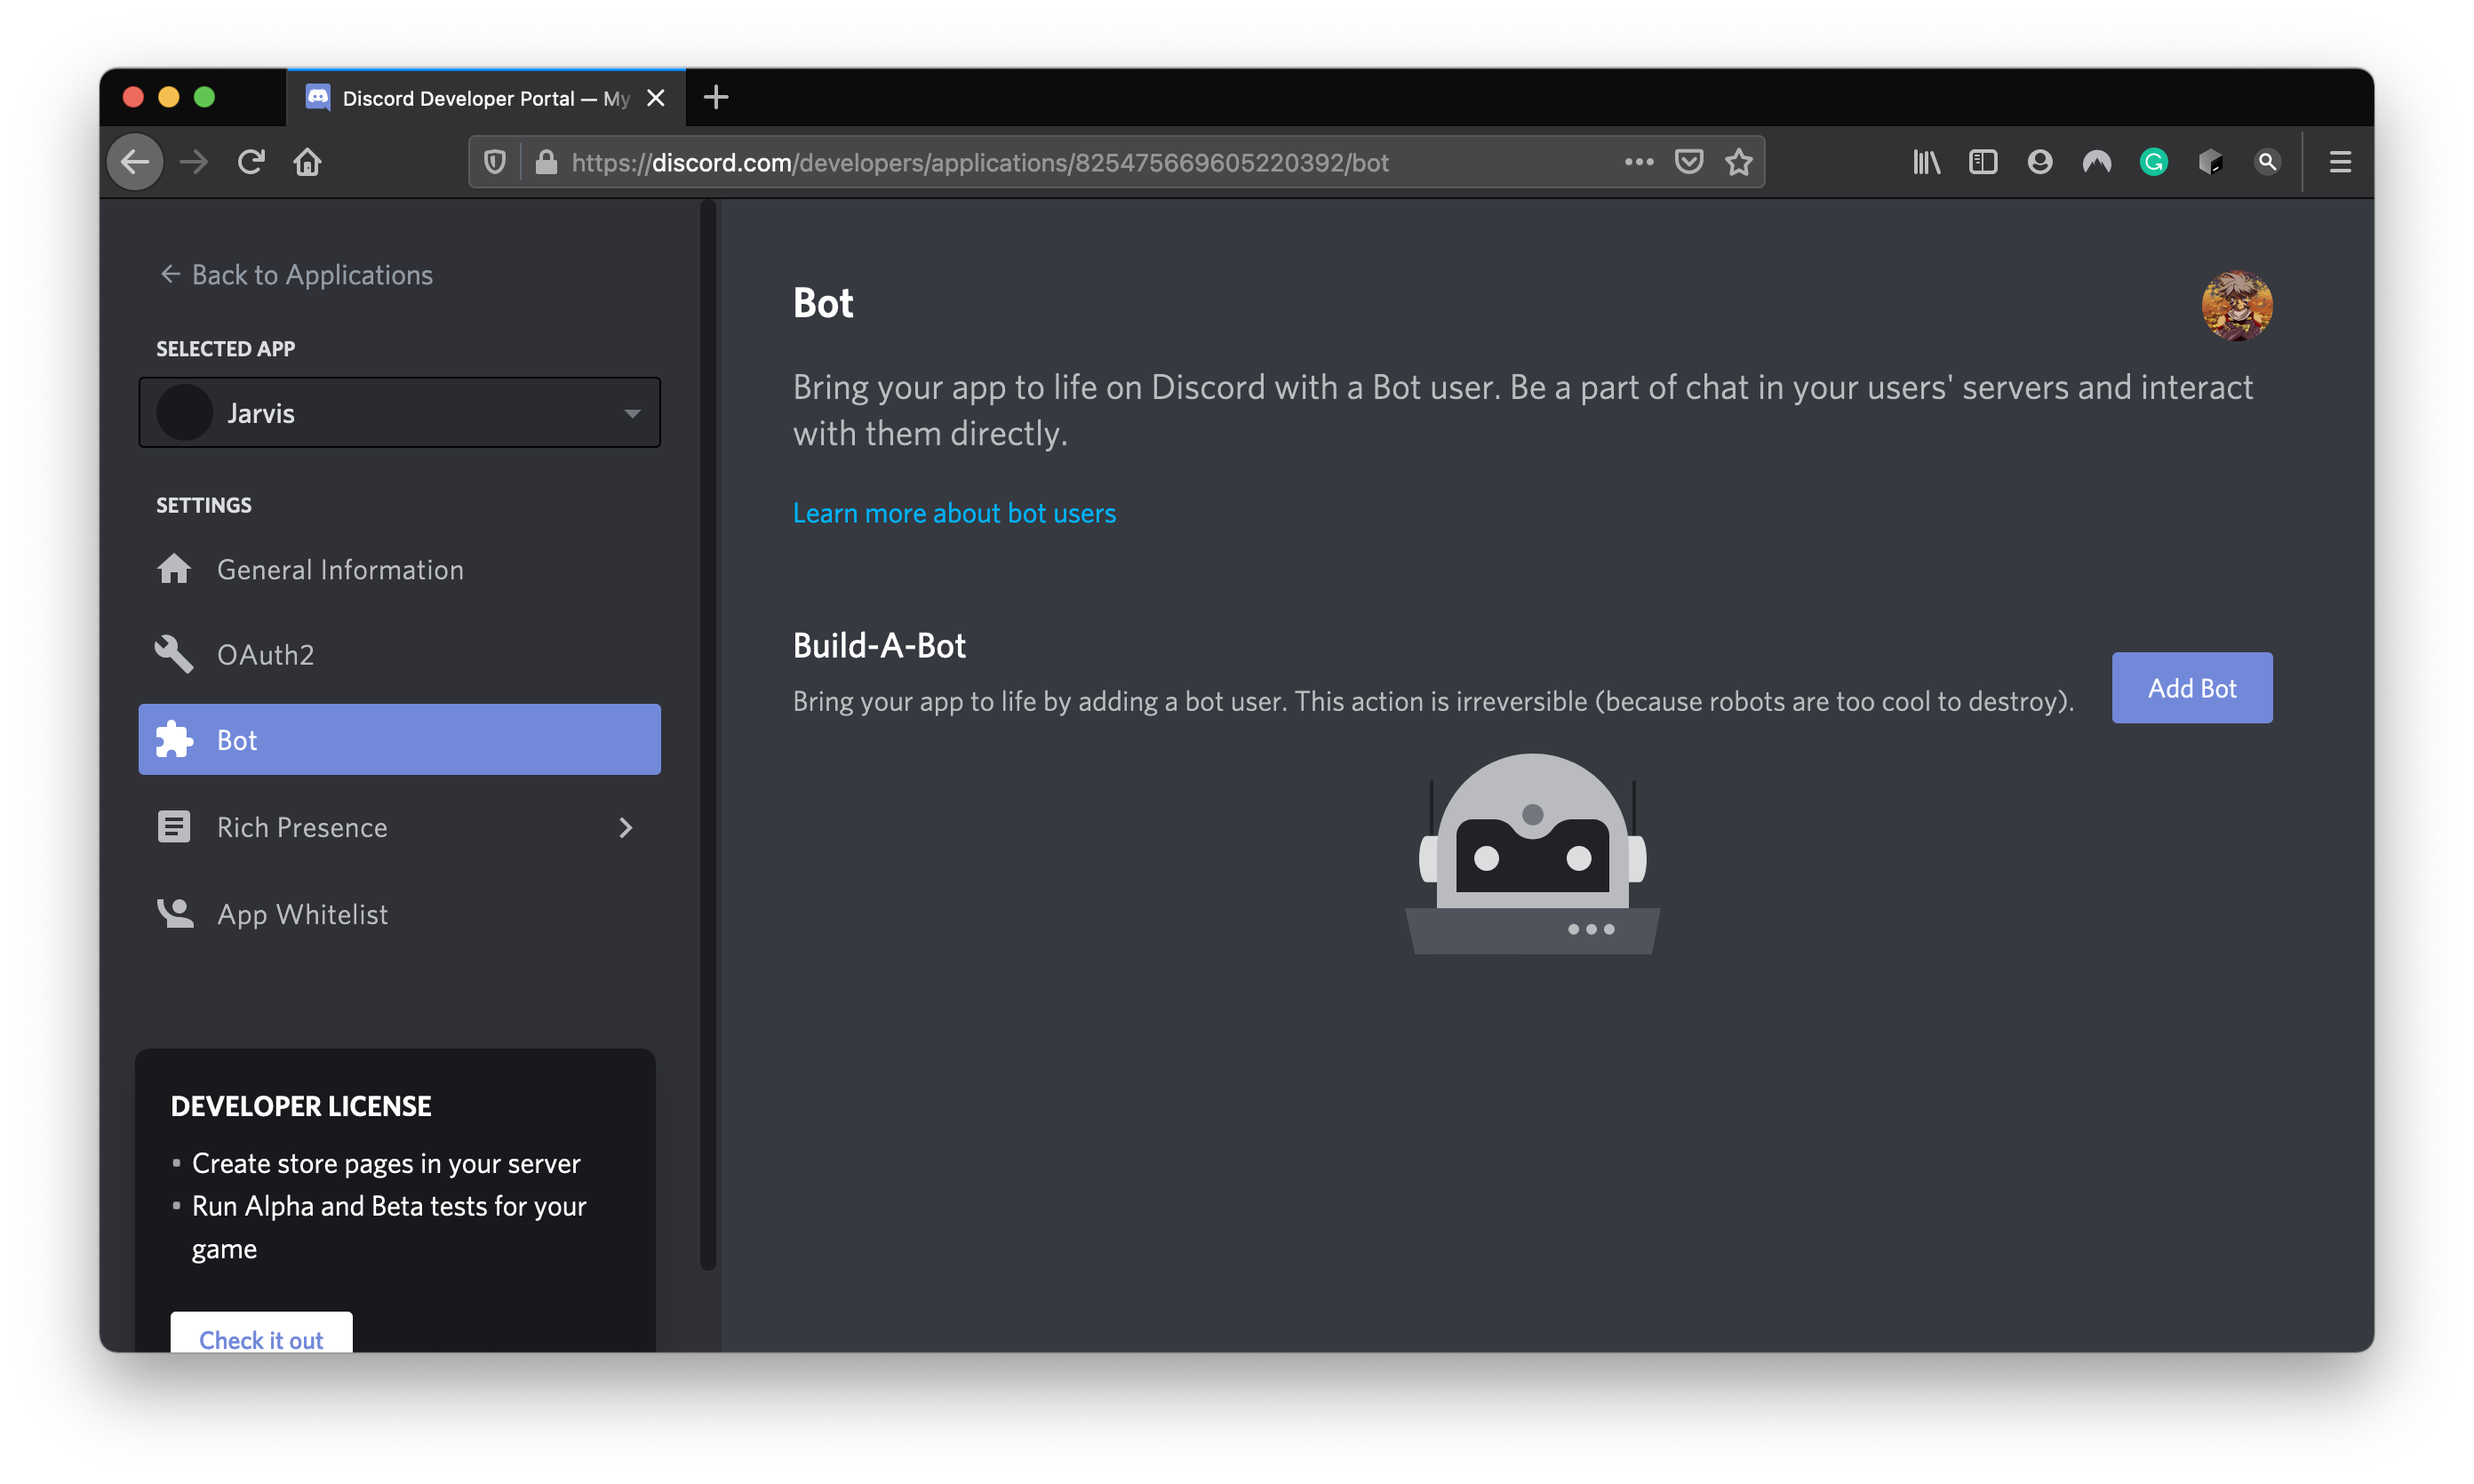 Discord Developer Portal — My
https://discord.com/developers/applications/825475669605220392/bot
Back to Applications
SELECTED APP
Jarvis
SETTINGS
General Information
OAuth2
Bot
Rich Presence
App Whitelist
DEVELOPER LICENSE
Create store pages in your server
Run Alpha and Beta tests for your
game
Check it out
Bot
Bring your app to life on Discord with a Bot user. Be a part of chat in your users' servers and interact
with them directly.
Learn more about bot users
Build-A-Bot
Bring your app to life by adding a bot user. This action is irreversible (because robots are too cool to destroy).
Add Bot